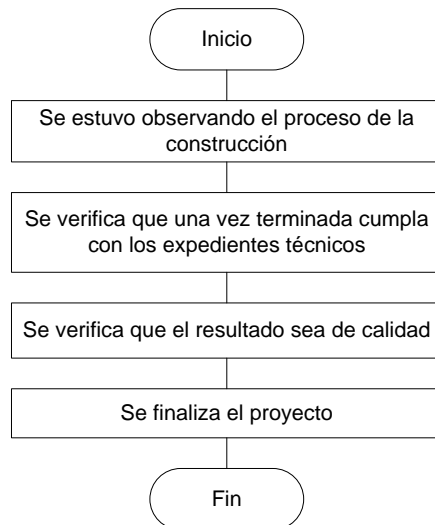 Inicio
Se estuvo observando el proceso de la
construcción
Se verifica que una vez terminada cumpla
con los expedientes técnicos
Se verifica que el resultado sea de calidad
Se finaliza el proyecto
Fin